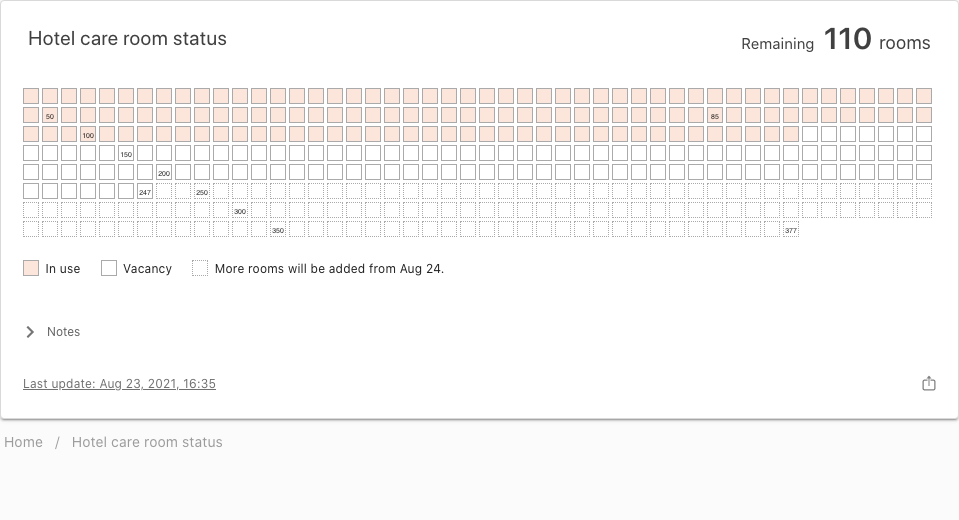 Hotel care room status
Remaining 110 rooms
50
85
100
150
200
247
250
300
350
377
In use
Vacancy
More rooms will be added from Aug 24.
Notes
Last update: Aug 23, 2021, 16:35
Home / Hotel care room status